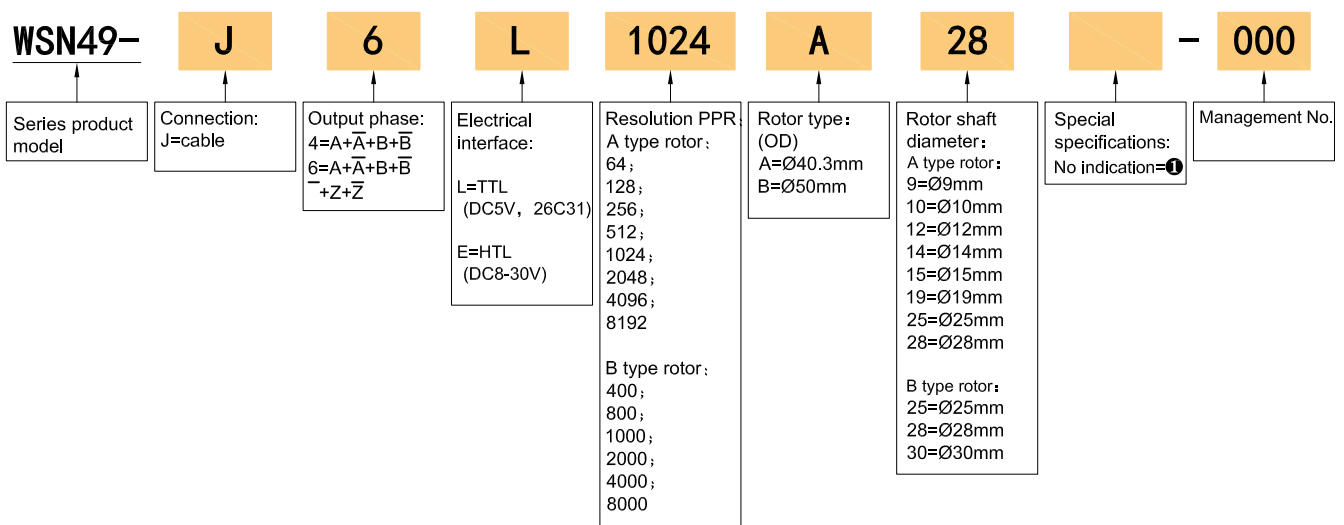 WSN49- J 6 L 1024 A 28 - 000
Series product
model
Connection:
J=cable
Output phase:
4=A+A̅+B+B̅
6=A+A̅+B+B̅
‾+Z+Z̅
Electrical
interface:
L=TTL
(DC5V, 26C31)
E=HTL
(DC8-30V)
Resolution PPR:
A type rotor:
64;
128;
256;
512;
1024;
2048;
4096;
8192
B type rotor:
400;
800;
1000;
2000;
4000;
8000
Rotor type:
(OD)
A=Ø40.3mm
B=Ø50mm
Rotor shaft
diameter:
A type rotor:
9=Ø9mm
10=Ø10mm
12=Ø12mm
14=Ø14mm
15=Ø15mm
19=Ø19mm
25=Ø25mm
28=Ø28mm
B type rotor:
25=Ø25mm
28=Ø28mm
30=Ø30mm
Special
specifications:
No indication=❶
Management No.